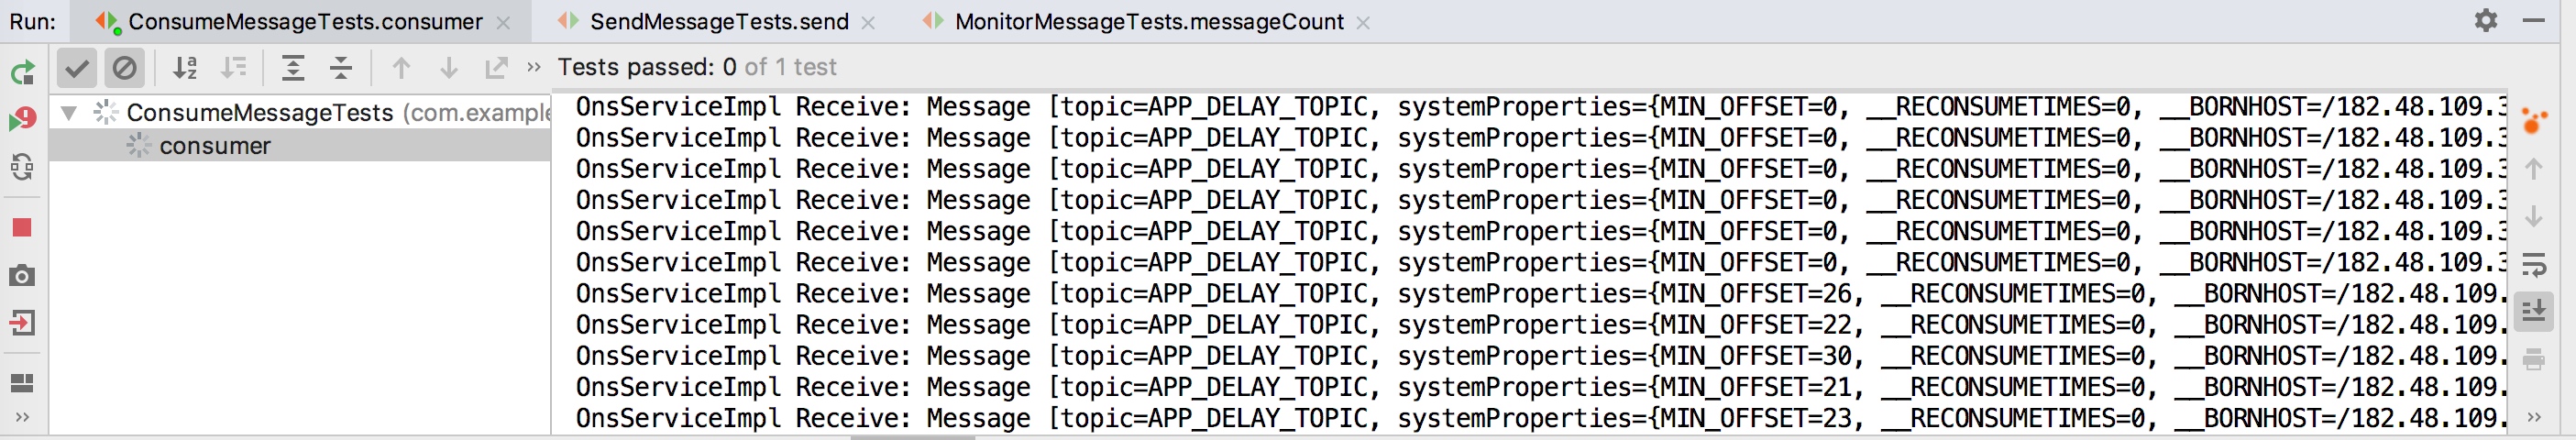 Run: ConsumeMessageTests.consumer SendMessageTests.send MonitorMessageTests.messageCount
Tests passed: 0 of 1 test
ConsumeMessageTests (com.example
consumer
OnsServiceImpl Receive: Message [topic=APP_DELAY_TOPIC, systemProperties={MIN_OFFSET=0, __RECONSUMETIMES=0, __BORNHOST=/182.48.109.3
OnsServiceImpl Receive: Message [topic=APP_DELAY_TOPIC, systemProperties={MIN_OFFSET=0, __RECONSUMETIMES=0, __BORNHOST=/182.48.109.3
OnsServiceImpl Receive: Message [topic=APP_DELAY_TOPIC, systemProperties={MIN_OFFSET=0, __RECONSUMETIMES=0, __BORNHOST=/182.48.109.3
OnsServiceImpl Receive: Message [topic=APP_DELAY_TOPIC, systemProperties={MIN_OFFSET=0, __RECONSUMETIMES=0, __BORNHOST=/182.48.109.3
OnsServiceImpl Receive: Message [topic=APP_DELAY_TOPIC, systemProperties={MIN_OFFSET=0, __RECONSUMETIMES=0, __BORNHOST=/182.48.109.3
OnsServiceImpl Receive: Message [topic=APP_DELAY_TOPIC, systemProperties={MIN_OFFSET=0, __RECONSUMETIMES=0, __BORNHOST=/182.48.109.3
OnsServiceImpl Receive: Message [topic=APP_DELAY_TOPIC, systemProperties={MIN_OFFSET=26, __RECONSUMETIMES=0, __BORNHOST=/182.48.109.
OnsServiceImpl Receive: Message [topic=APP_DELAY_TOPIC, systemProperties={MIN_OFFSET=22, __RECONSUMETIMES=0, __BORNHOST=/182.48.109.
OnsServiceImpl Receive: Message [topic=APP_DELAY_TOPIC, systemProperties={MIN_OFFSET=30, __RECONSUMETIMES=0, __BORNHOST=/182.48.109.
OnsServiceImpl Receive: Message [topic=APP_DELAY_TOPIC, systemProperties={MIN_OFFSET=21, __RECONSUMETIMES=0, __BORNHOST=/182.48.109.
OnsServiceImpl Receive: Message [topic=APP_DELAY_TOPIC, systemProperties={MIN_OFFSET=23, __RECONSUMETIMES=0, __BORNHOST=/182.48.109.